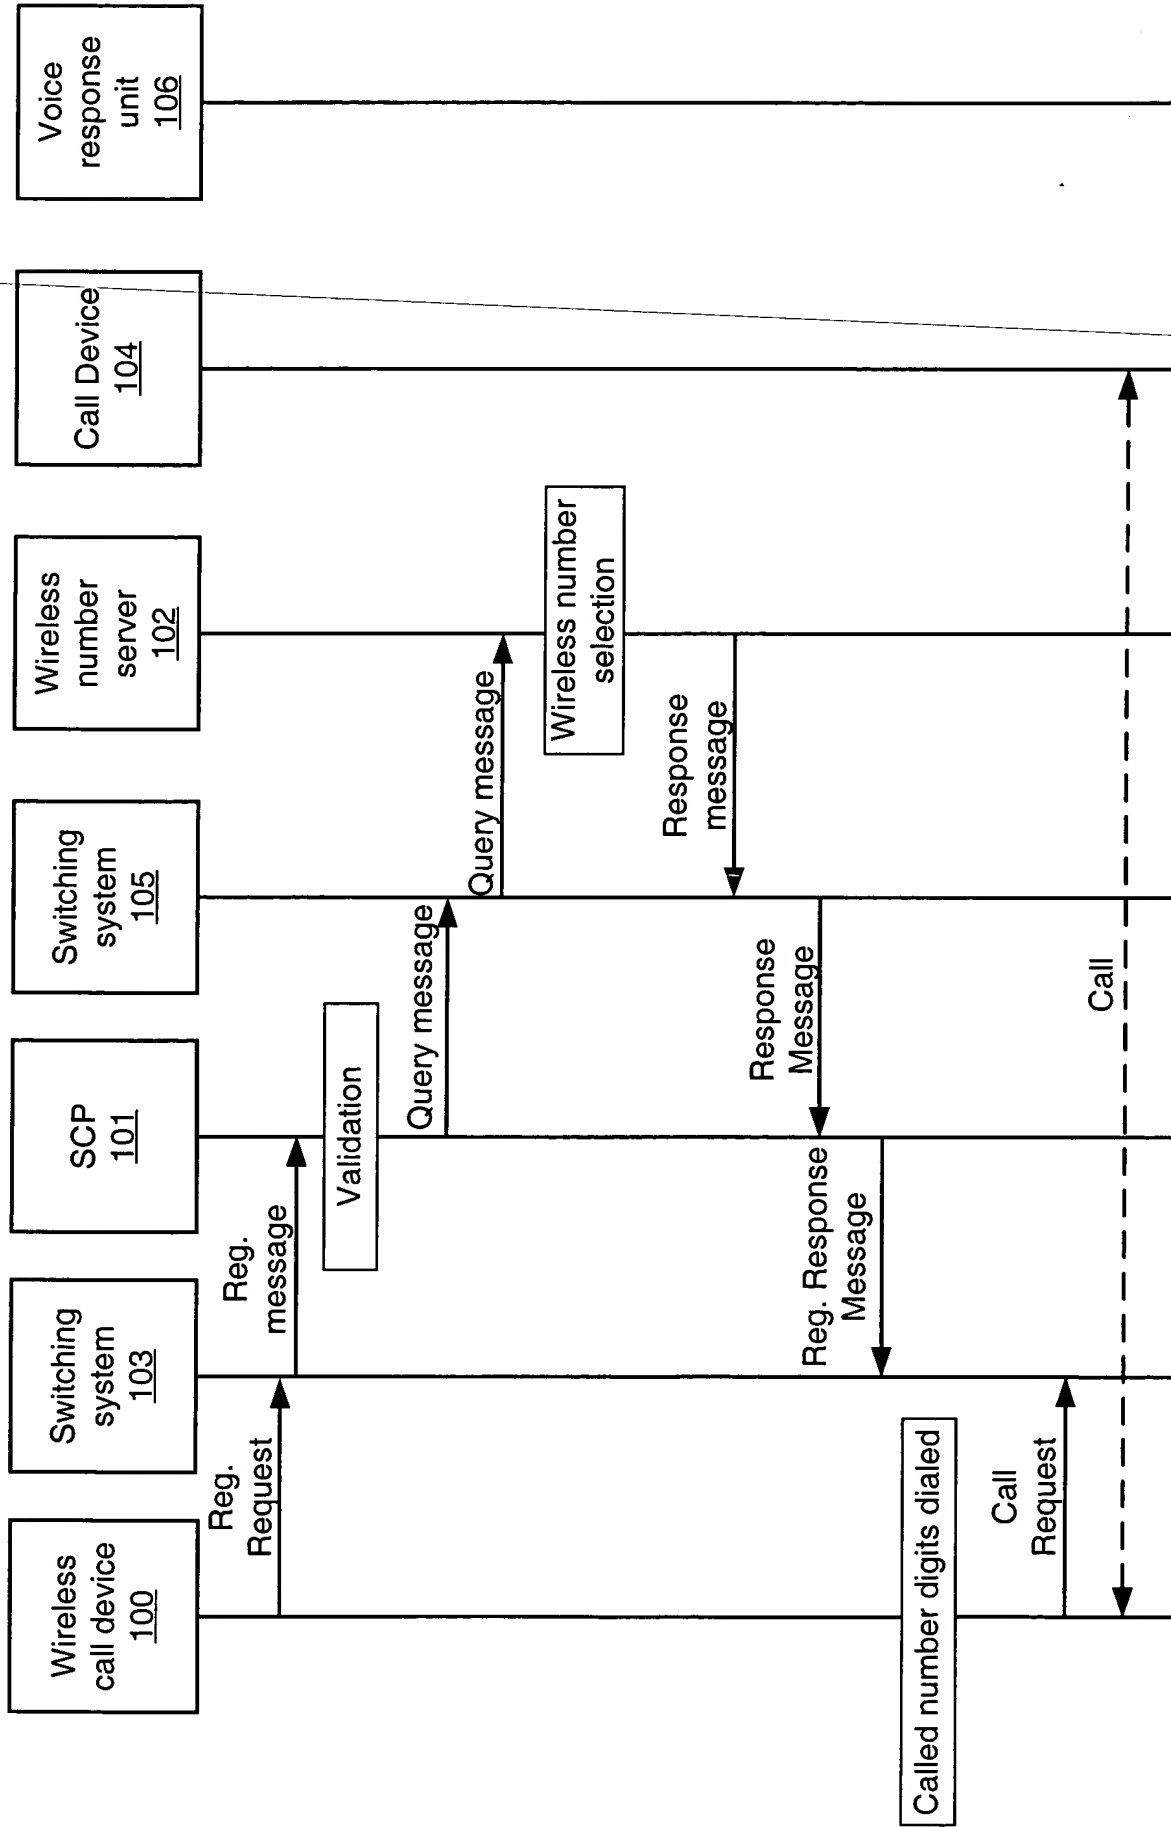 Wireless
call device
100
Switching
system
103
SCP
101
Switching
system
105
Wireless
number
server
102
Call Device
104
Voice
response
unit
106
Reg.
Request
Reg.
message
Validation
Query message
Query message
Wireless number
selection
Response
message
Response
Message
Reg. Response
Message
Called number digits dialed
Call
Request
Call